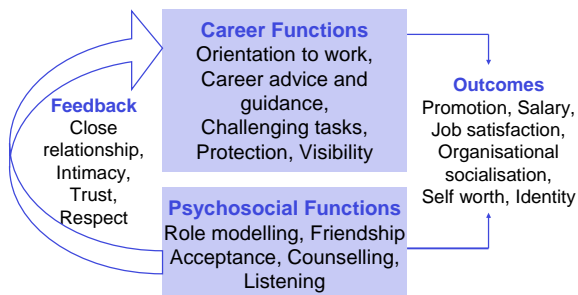 Career Functions
Orientation to work,
Career advice and
guidance,
Challenging tasks,
Protection, Visibility
Feedback
Close
relationship,
Intimacy,
Trust,
Respect
Outcomes
Promotion, Salary,
Job satisfaction,
Organisational
socialisation,
Self worth, Identity
Psychosocial Functions
Role modelling, Friendship
Acceptance, Counselling,
Listening